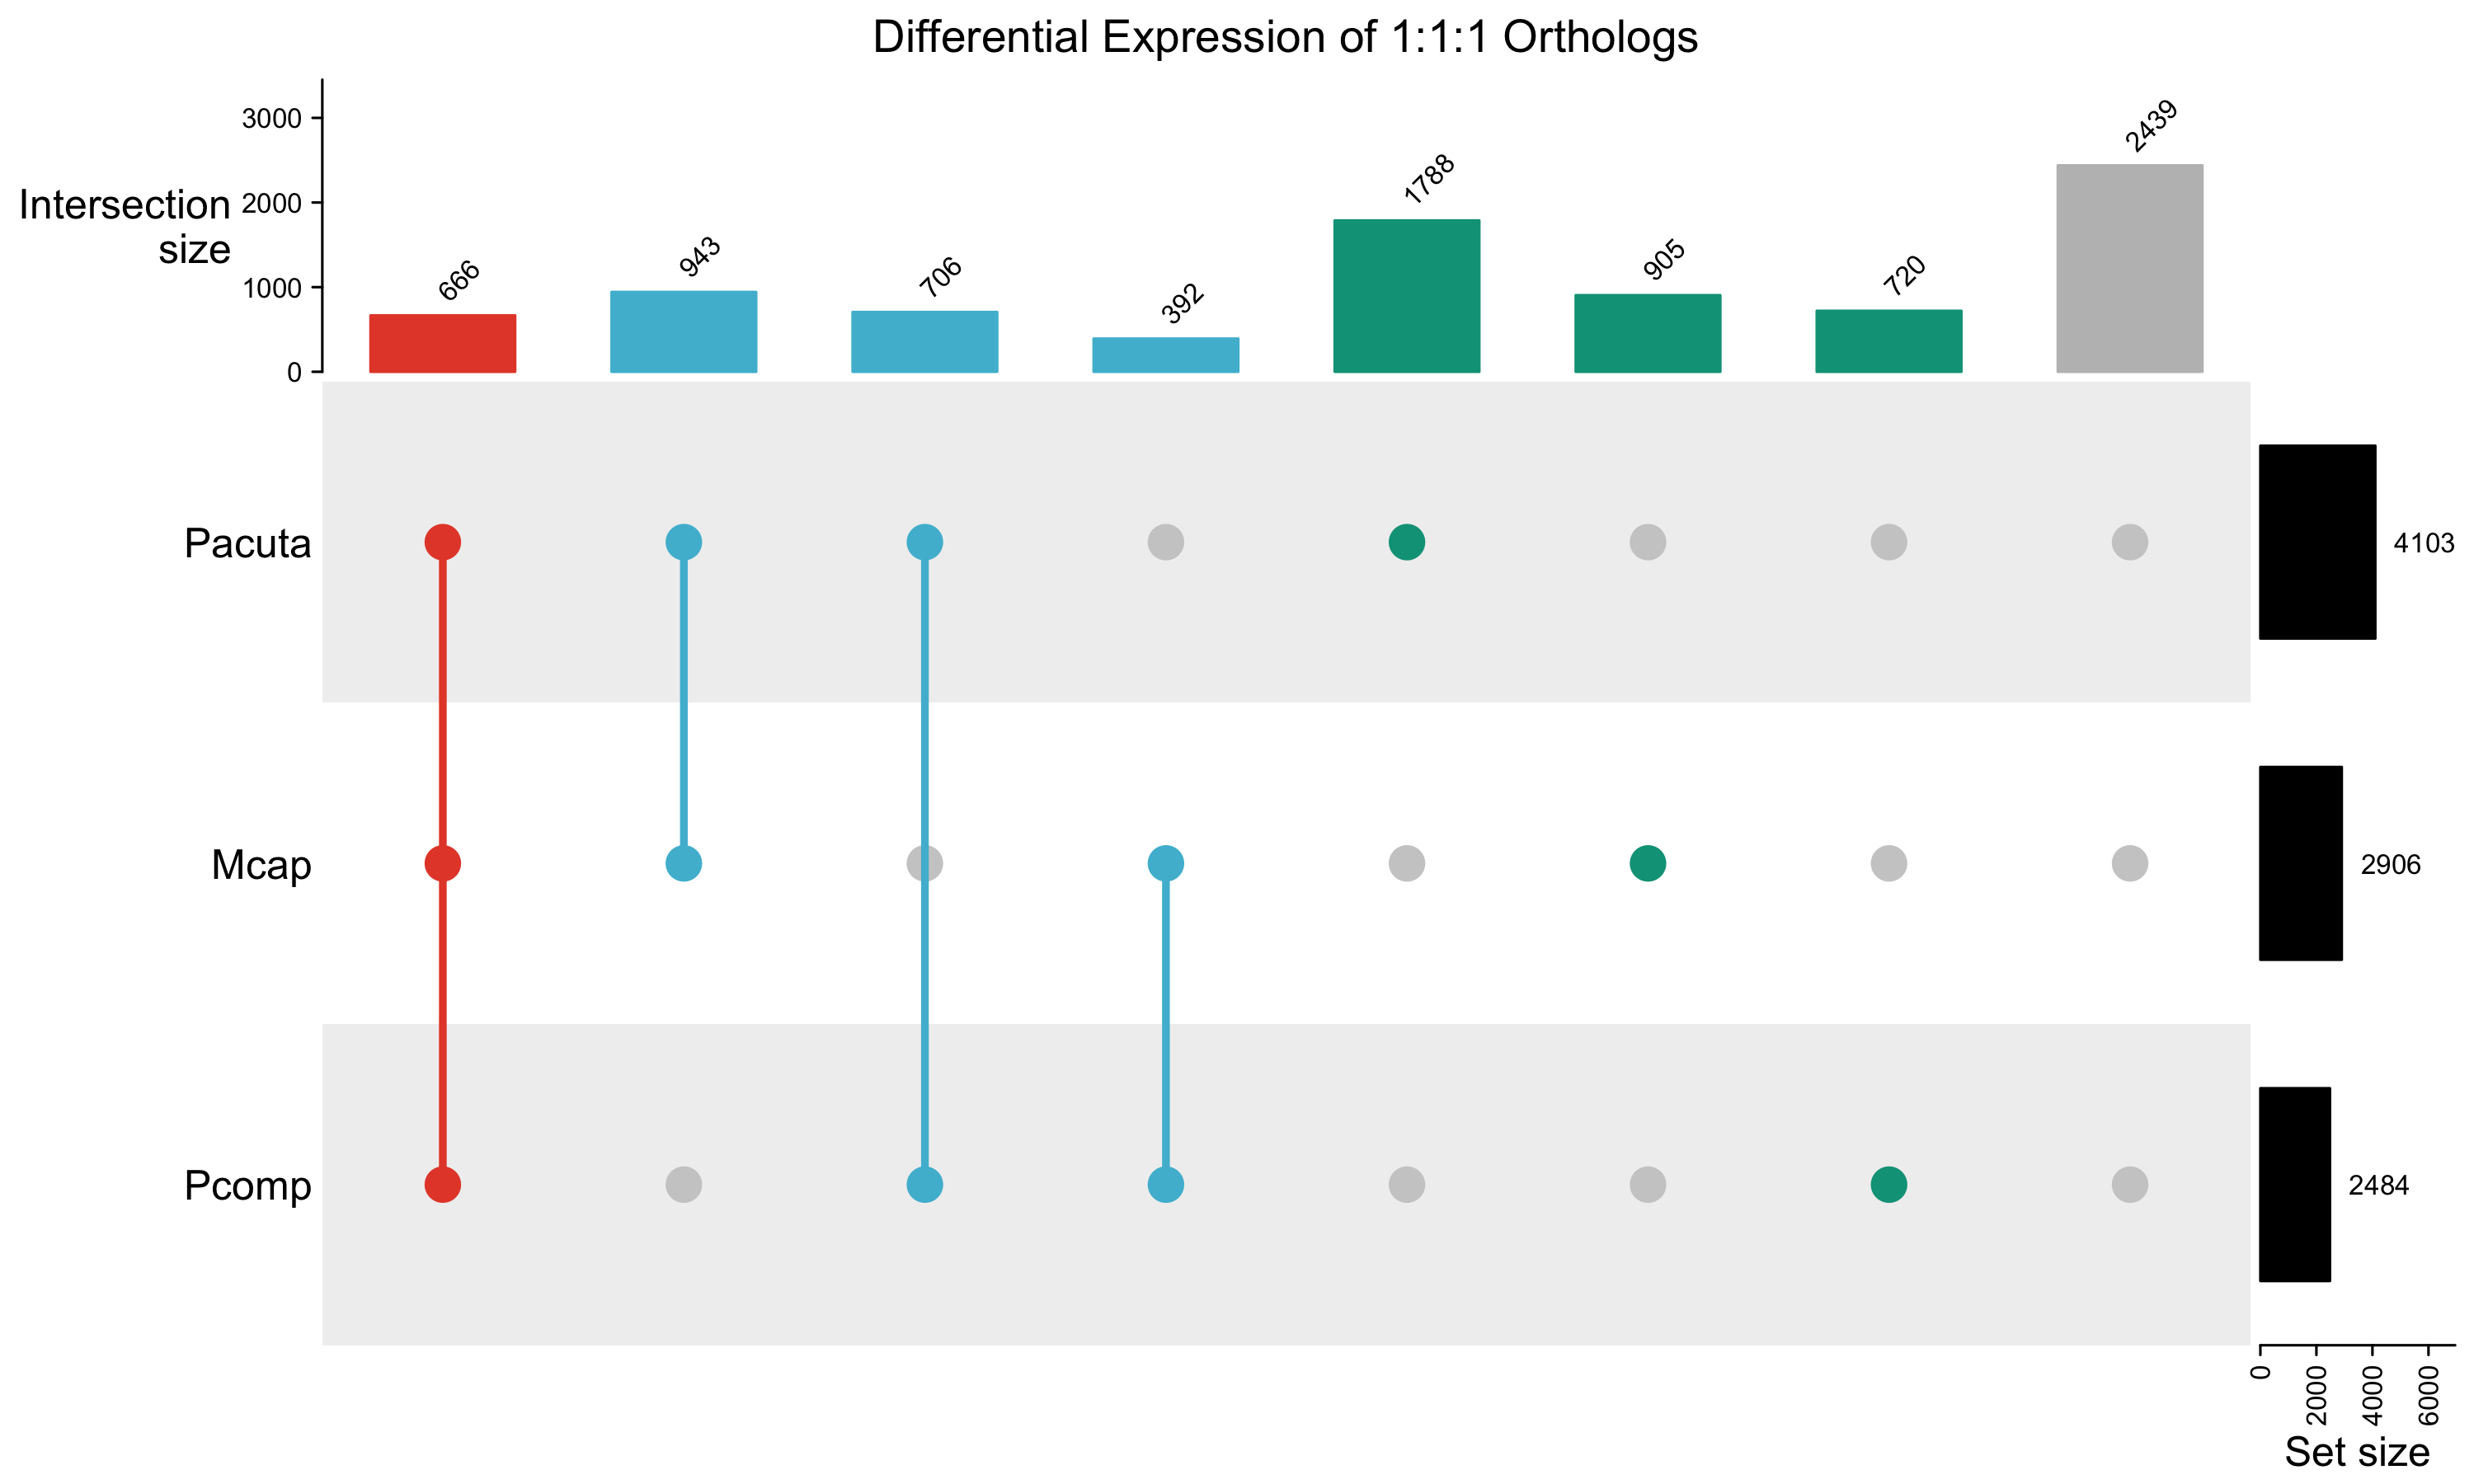 Differential Expression of 1:1:1 Orthologs
Intersection
size
3000
2000
1000
0
666
943
706
392
1788
905
720
2439
Pacuta
4103
Mcap
2906
Pcomp
2484
0
2000
4000
6000
Set size